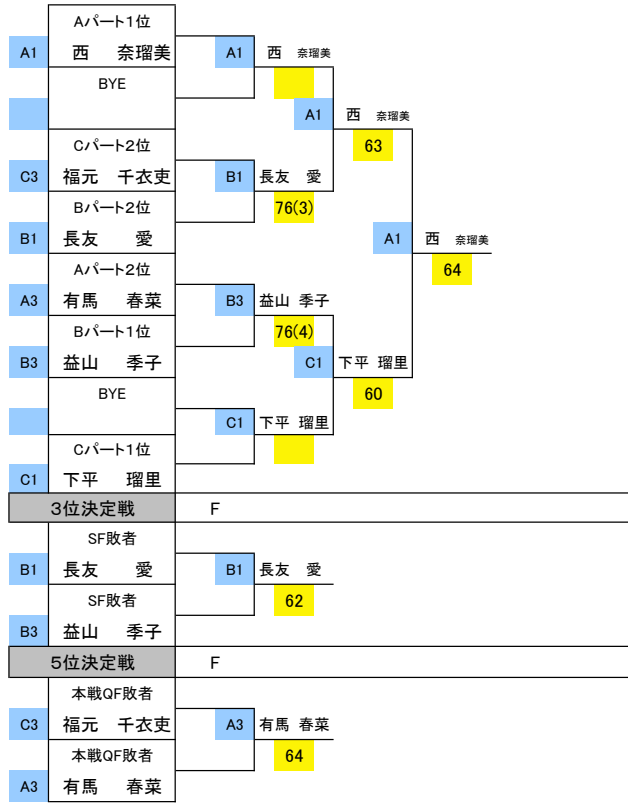 Aパート1位
A1 西 奈瑠美 A1 西 奈瑠美
BYE
A1 西 奈瑠美
63
Cパート2位
C3 福元 千衣吏 B1 長友 愛
Bパート2位 76(3)
B1 長友 愛 A1 西 奈瑠美
64
Aパート2位
A3 有馬 春菜 B3 益山 季子
Bパート1位 76(4)
B3 益山 季子 C1 下平 瑠里
60
BYE
C1 下平 瑠里
Cパート1位
C1 下平 瑠里
3位決定戦 F
SF敗者
B1 長友 愛 B1 長友 愛
SF敗者 62
B3 益山 季子
5位決定戦 F
本戦QF敗者
C3 福元 千衣吏 A3 有馬 春菜
本戦QF敗者 64
A3 有馬 春菜